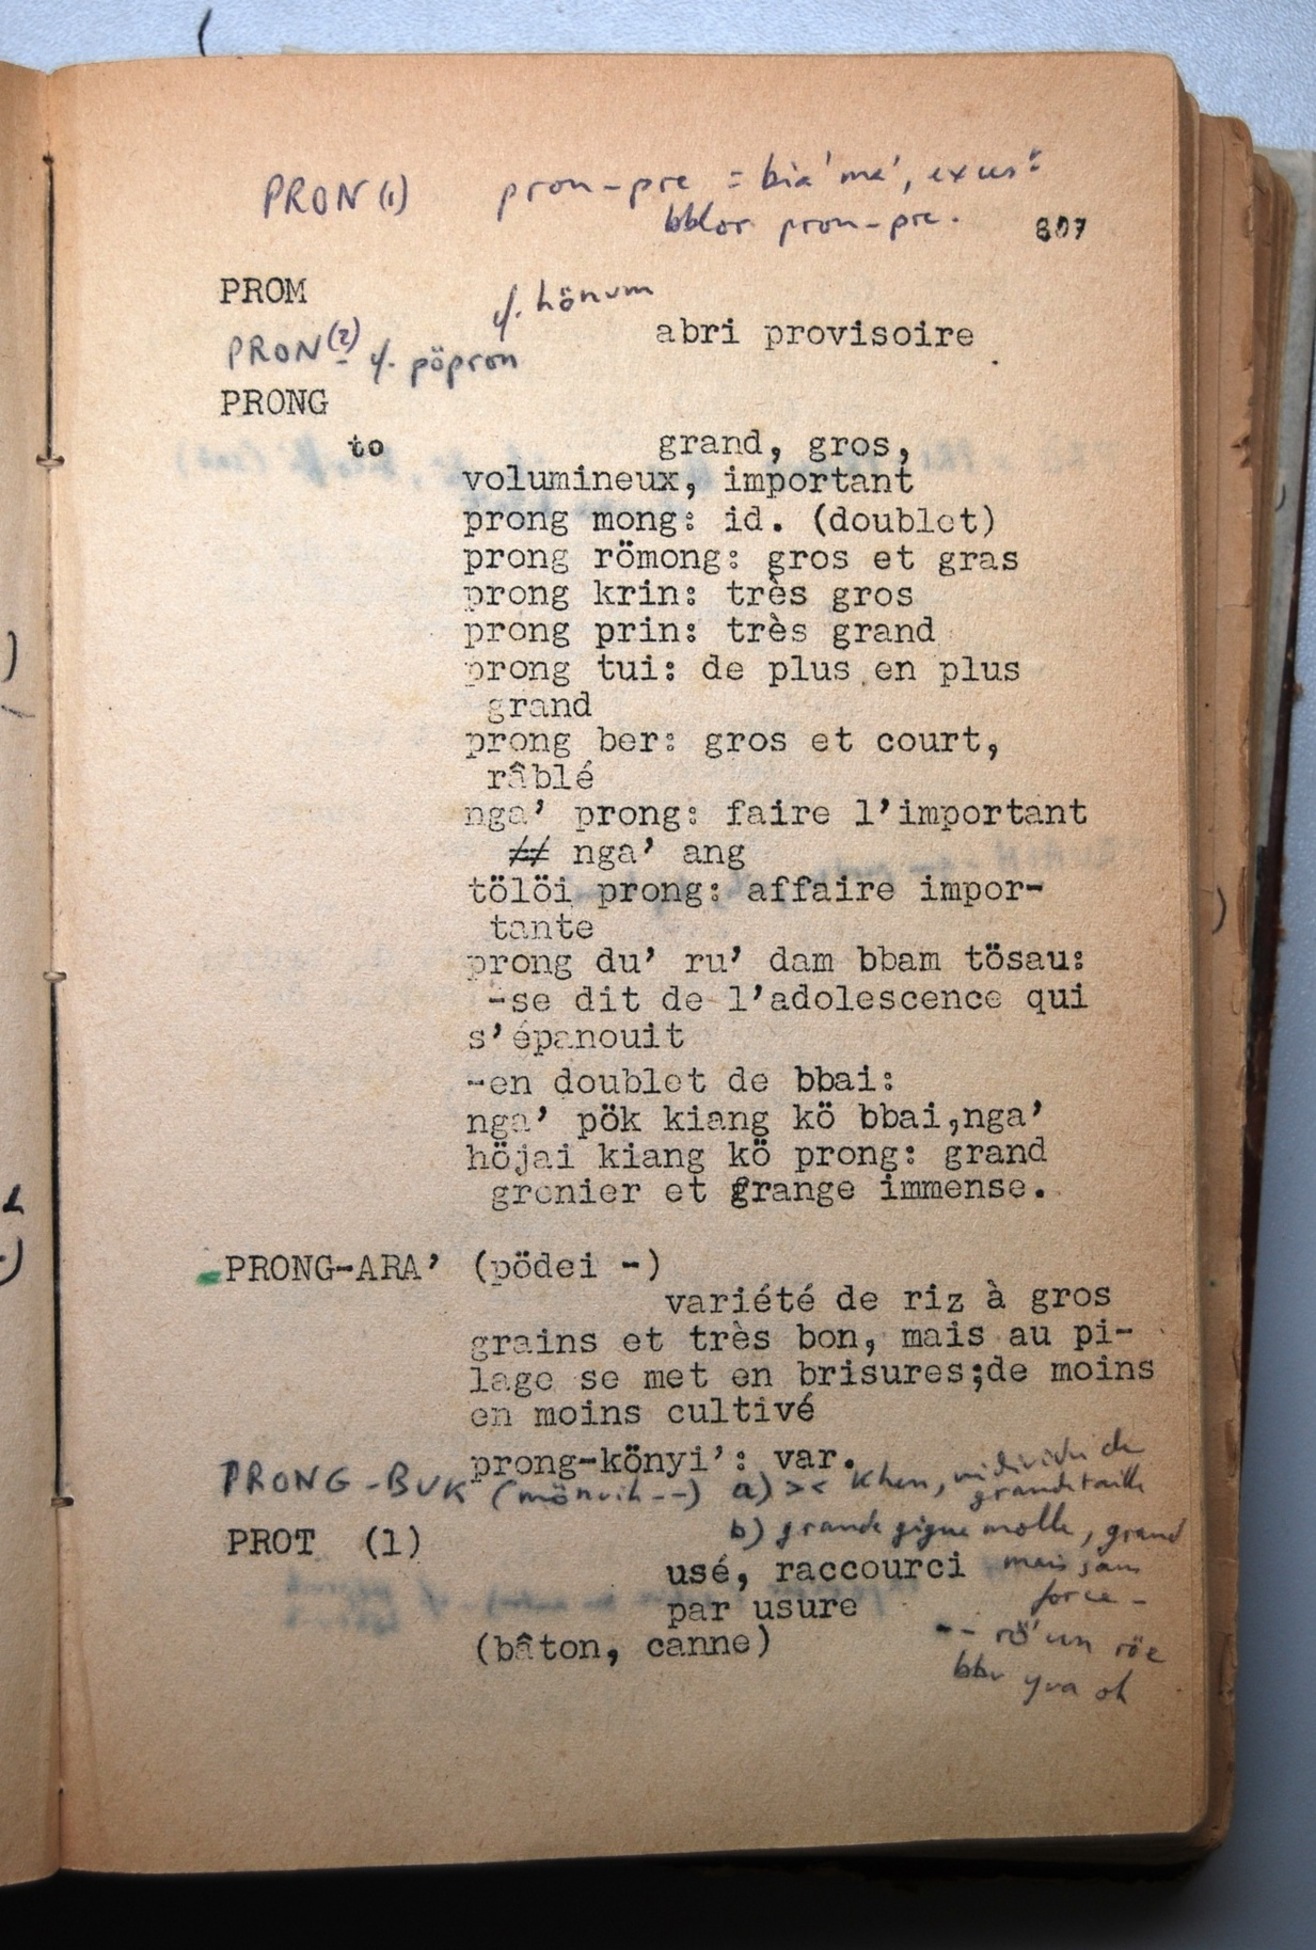 PRON (1) pron-pre = bia' ma', excus:
bblor pron-pre.
607
PROM
cf. hönum
abri provisoire
PRON (2) cf. pöpron
PRONG
to grand, gros,
volumineux, important
prong mong: id. (doublet)
prong römong: gros et gras
prong krin: très gros
prong prin: très grand
prong tui: de plus en plus
grand
prong ber: gros et court,
râblé
nga' prong: faire l'important
≠≠ nga' ang
tölöi prong: affaire impor-
tante
prong du' ru' dam bbam tösau:
-se dit de l'adolescence qui
s'épanouit
-en doublet de bbai:
nga' pök kiang kö bbai,nga'
höjai kiang kö prong: grand
grenier et grange immense.
PRONG-ARA' (pödei -)
variété de riz à gros
grains et très bon, mais au pi-
lage se met en brisures;de moins
en moins cultivé
prong-könyi': var.
PRONG-BUK (mönuih --) a) >< khen, individu de
grande taille
b) grande gigue molle, grand
mais sans
force -
PROT (1)
usé, raccourci
par usure
(bâton, canne)
-- röe
bbu yua oh